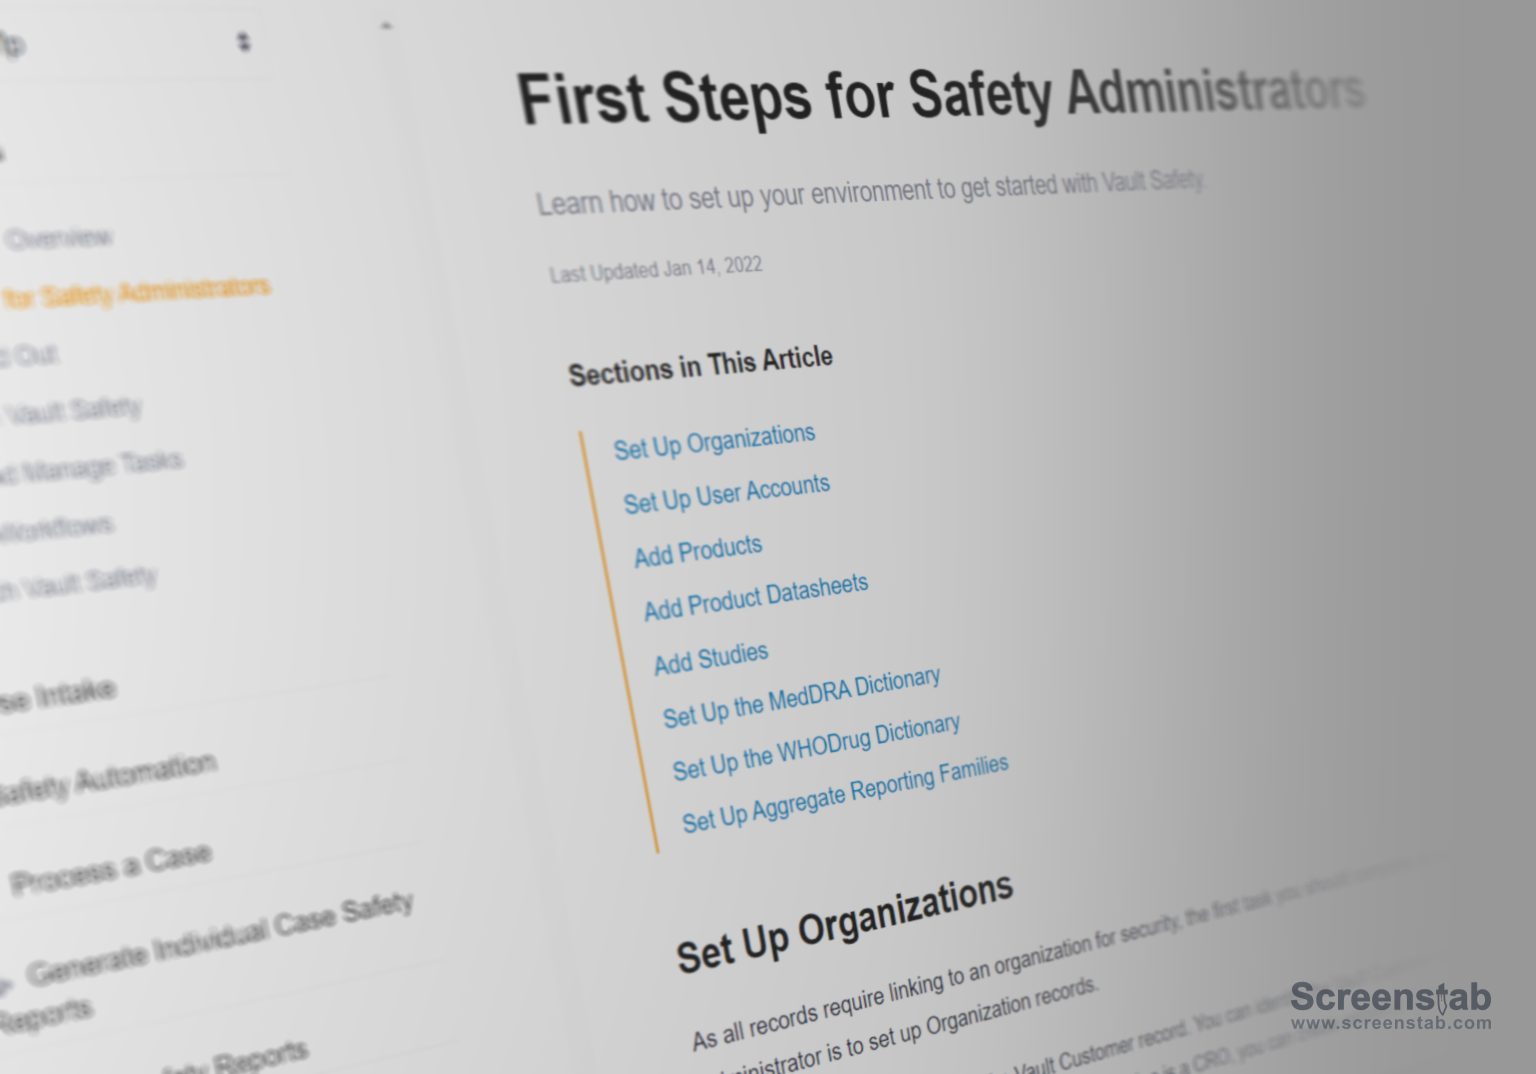 Overview
for Safety Administrators
Out
Vault Safety
Manage Tasks
Workflows
Vault Safety
Intake
Safety Automation
Process a Case
Generate Individual Case Safety
Reports
Reports
First Steps for Safety Administrators
Learn how to set up your environment to get started with Vault Safety.
Last Updated Jan 14, 2022
Sections in This Article
Set Up Organizations
Set Up User Accounts
Add Products
Add Product Datasheets
Add Studies
Set Up the MedDRA Dictionary
Set Up the WHODrug Dictionary
Set Up Aggregate Reporting Families
Set Up Organizations
As all records require linking to an organization for security, the first task you should
is to set up Organization records.
Vault Customer record. You can
is a CRO, you can
Screenstab
www.screenstab.com